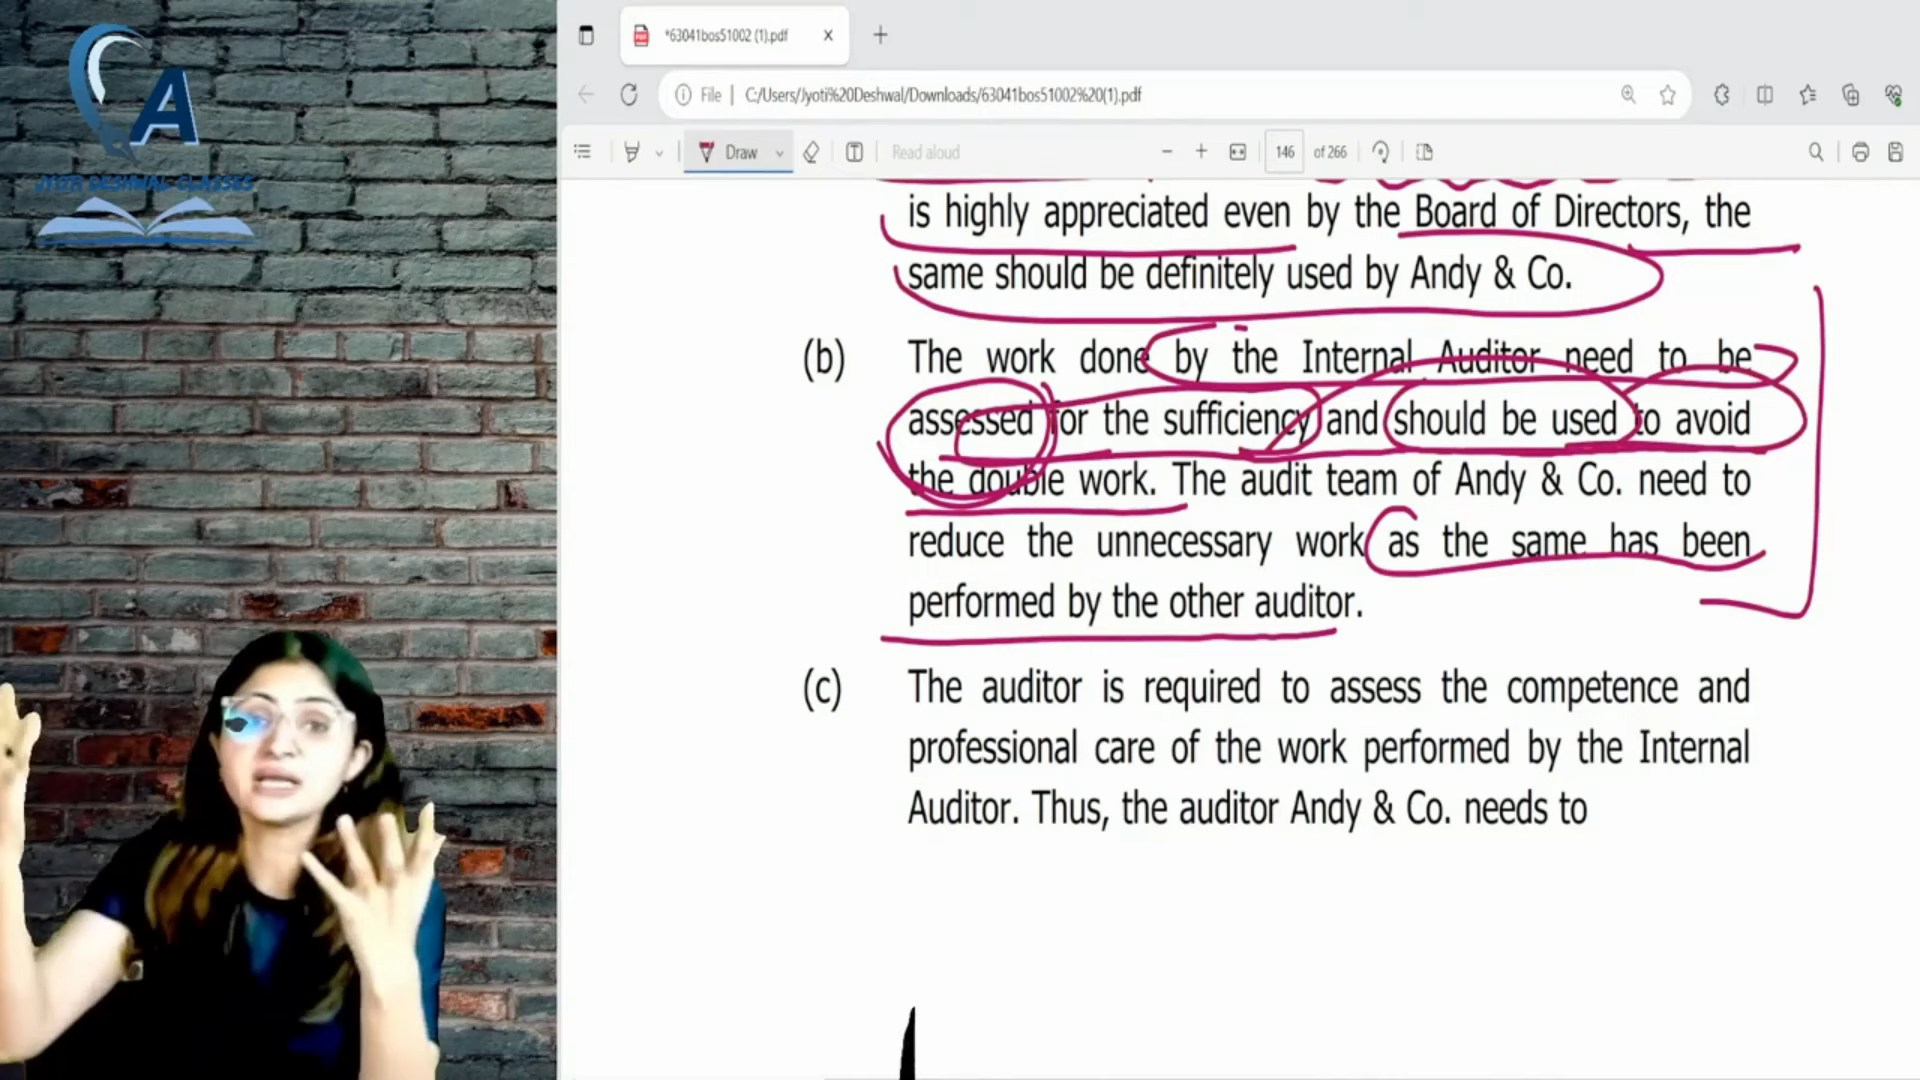 A
JYOTI DESHWAL CLASSES
*63041bos51002 (1).pdf
File
C:/Users/Jyoti%20Deshwal/Downloads/63041bos51002%20(1).pdf
Draw
Read aloud
146 of 266
is highly appreciated even by the Board of Directors, the
same should be definitely used by Andy & Co.
(b) The work done by the Internal Auditor need to be
assessed for the sufficiency and should be used to avoid
the double work. The audit team of Andy & Co. need to
reduce the unnecessary work as the same has been
performed by the other auditor.
(c) The auditor is required to assess the competence and
professional care of the work performed by the Internal
Auditor. Thus, the auditor Andy & Co. needs to